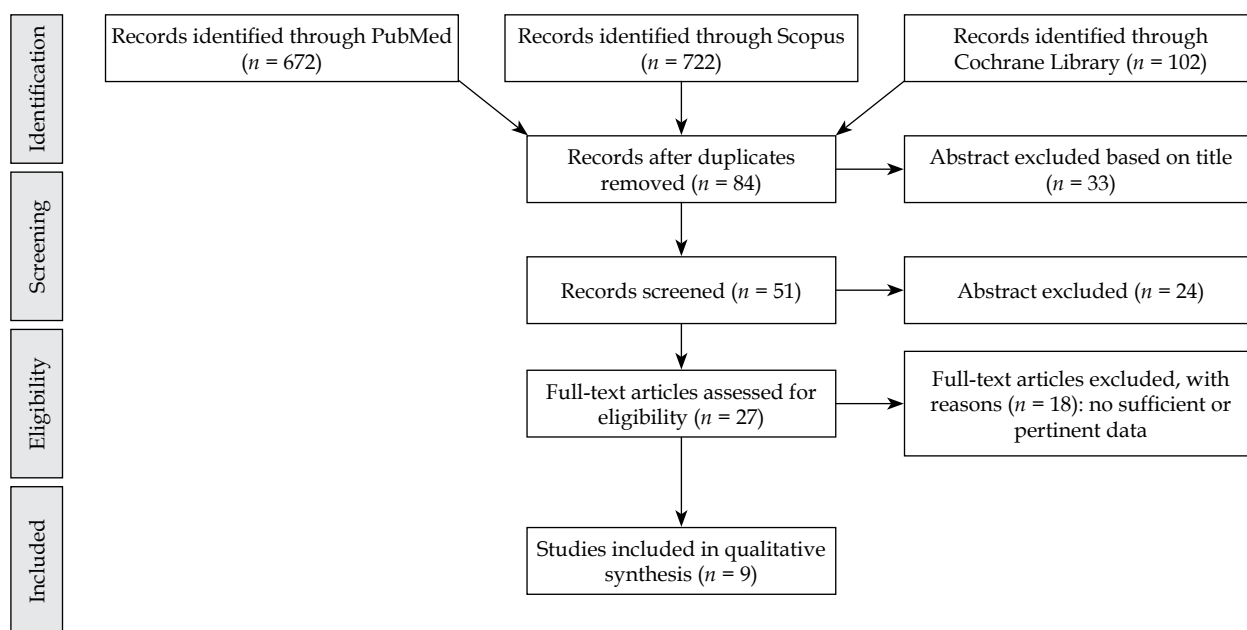 Identification
Records identified through PubMed
(n = 672)
Records identified through Scopus
(n = 722)
Records identified through
Cochrane Library (n = 102)
Records after duplicates
removed (n = 84)
Abstract excluded based on title
(n = 33)
Screening
Records screened (n = 51)
Abstract excluded (n = 24)
Eligibility
Full-text articles assessed for
eligibility (n = 27)
Full-text articles excluded, with
reasons (n = 18): no sufficient or
pertinent data
Included
Studies included in qualitative
synthesis (n = 9)